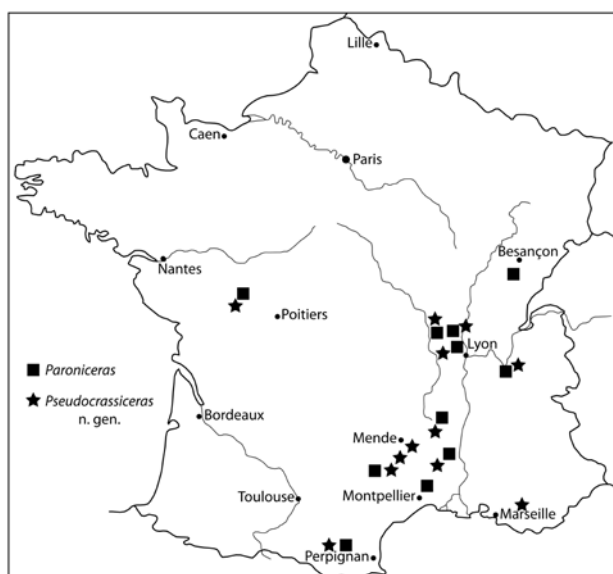 Lille
Caen
Paris
Besançon
Nantes
Poitiers
Lyon
Paroniceras
Pseudocrassiceras
n. gen.
Bordeaux
Mende
Toulouse
Montpellier
Marseille
Perpignan